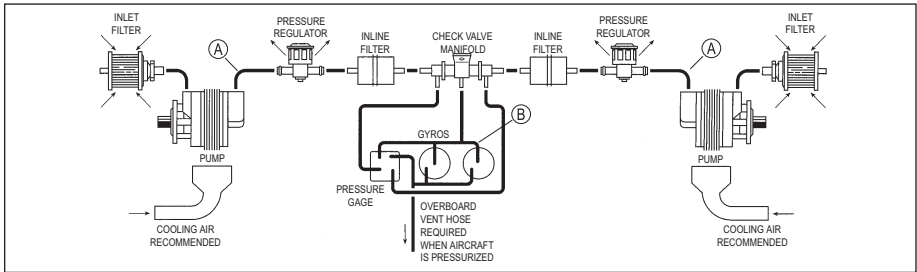 INLET
FILTER
A
PRESSURE
REGULATOR
INLINE
FILTER
CHECK VALVE
MANIFOLD
INLINE
FILTER
PRESSURE
REGULATOR
A
INLET
FILTER
PUMP
COOLING AIR
RECOMMENDED
GYROS
B
PRESSURE
GAGE
OVERBOARD
VENT HOSE
REQUIRED
WHEN AIRCRAFT
IS PRESSURIZED
PUMP
COOLING AIR
RECOMMENDED